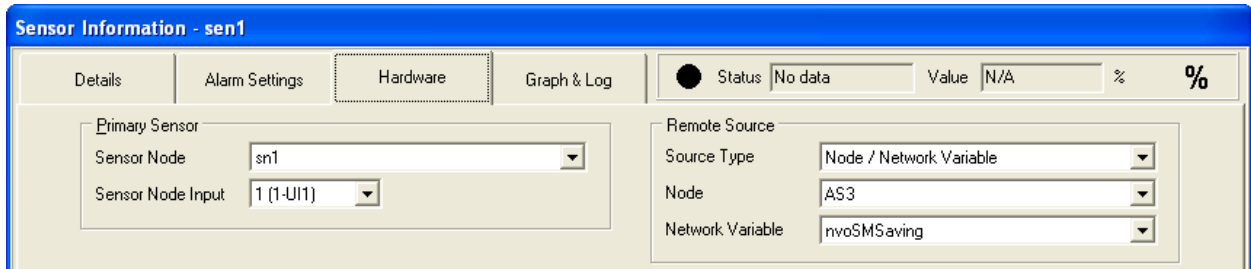 Sensor Information - sen1
Details Alarm Settings Hardware Graph & Log Status No data Value N/A % %
Primary Sensor
Sensor Node sn1
Sensor Node Input 1 (1-UI1)
Remote Source
Source Type Node / Network Variable
Node AS3
Network Variable nvoSMSaving